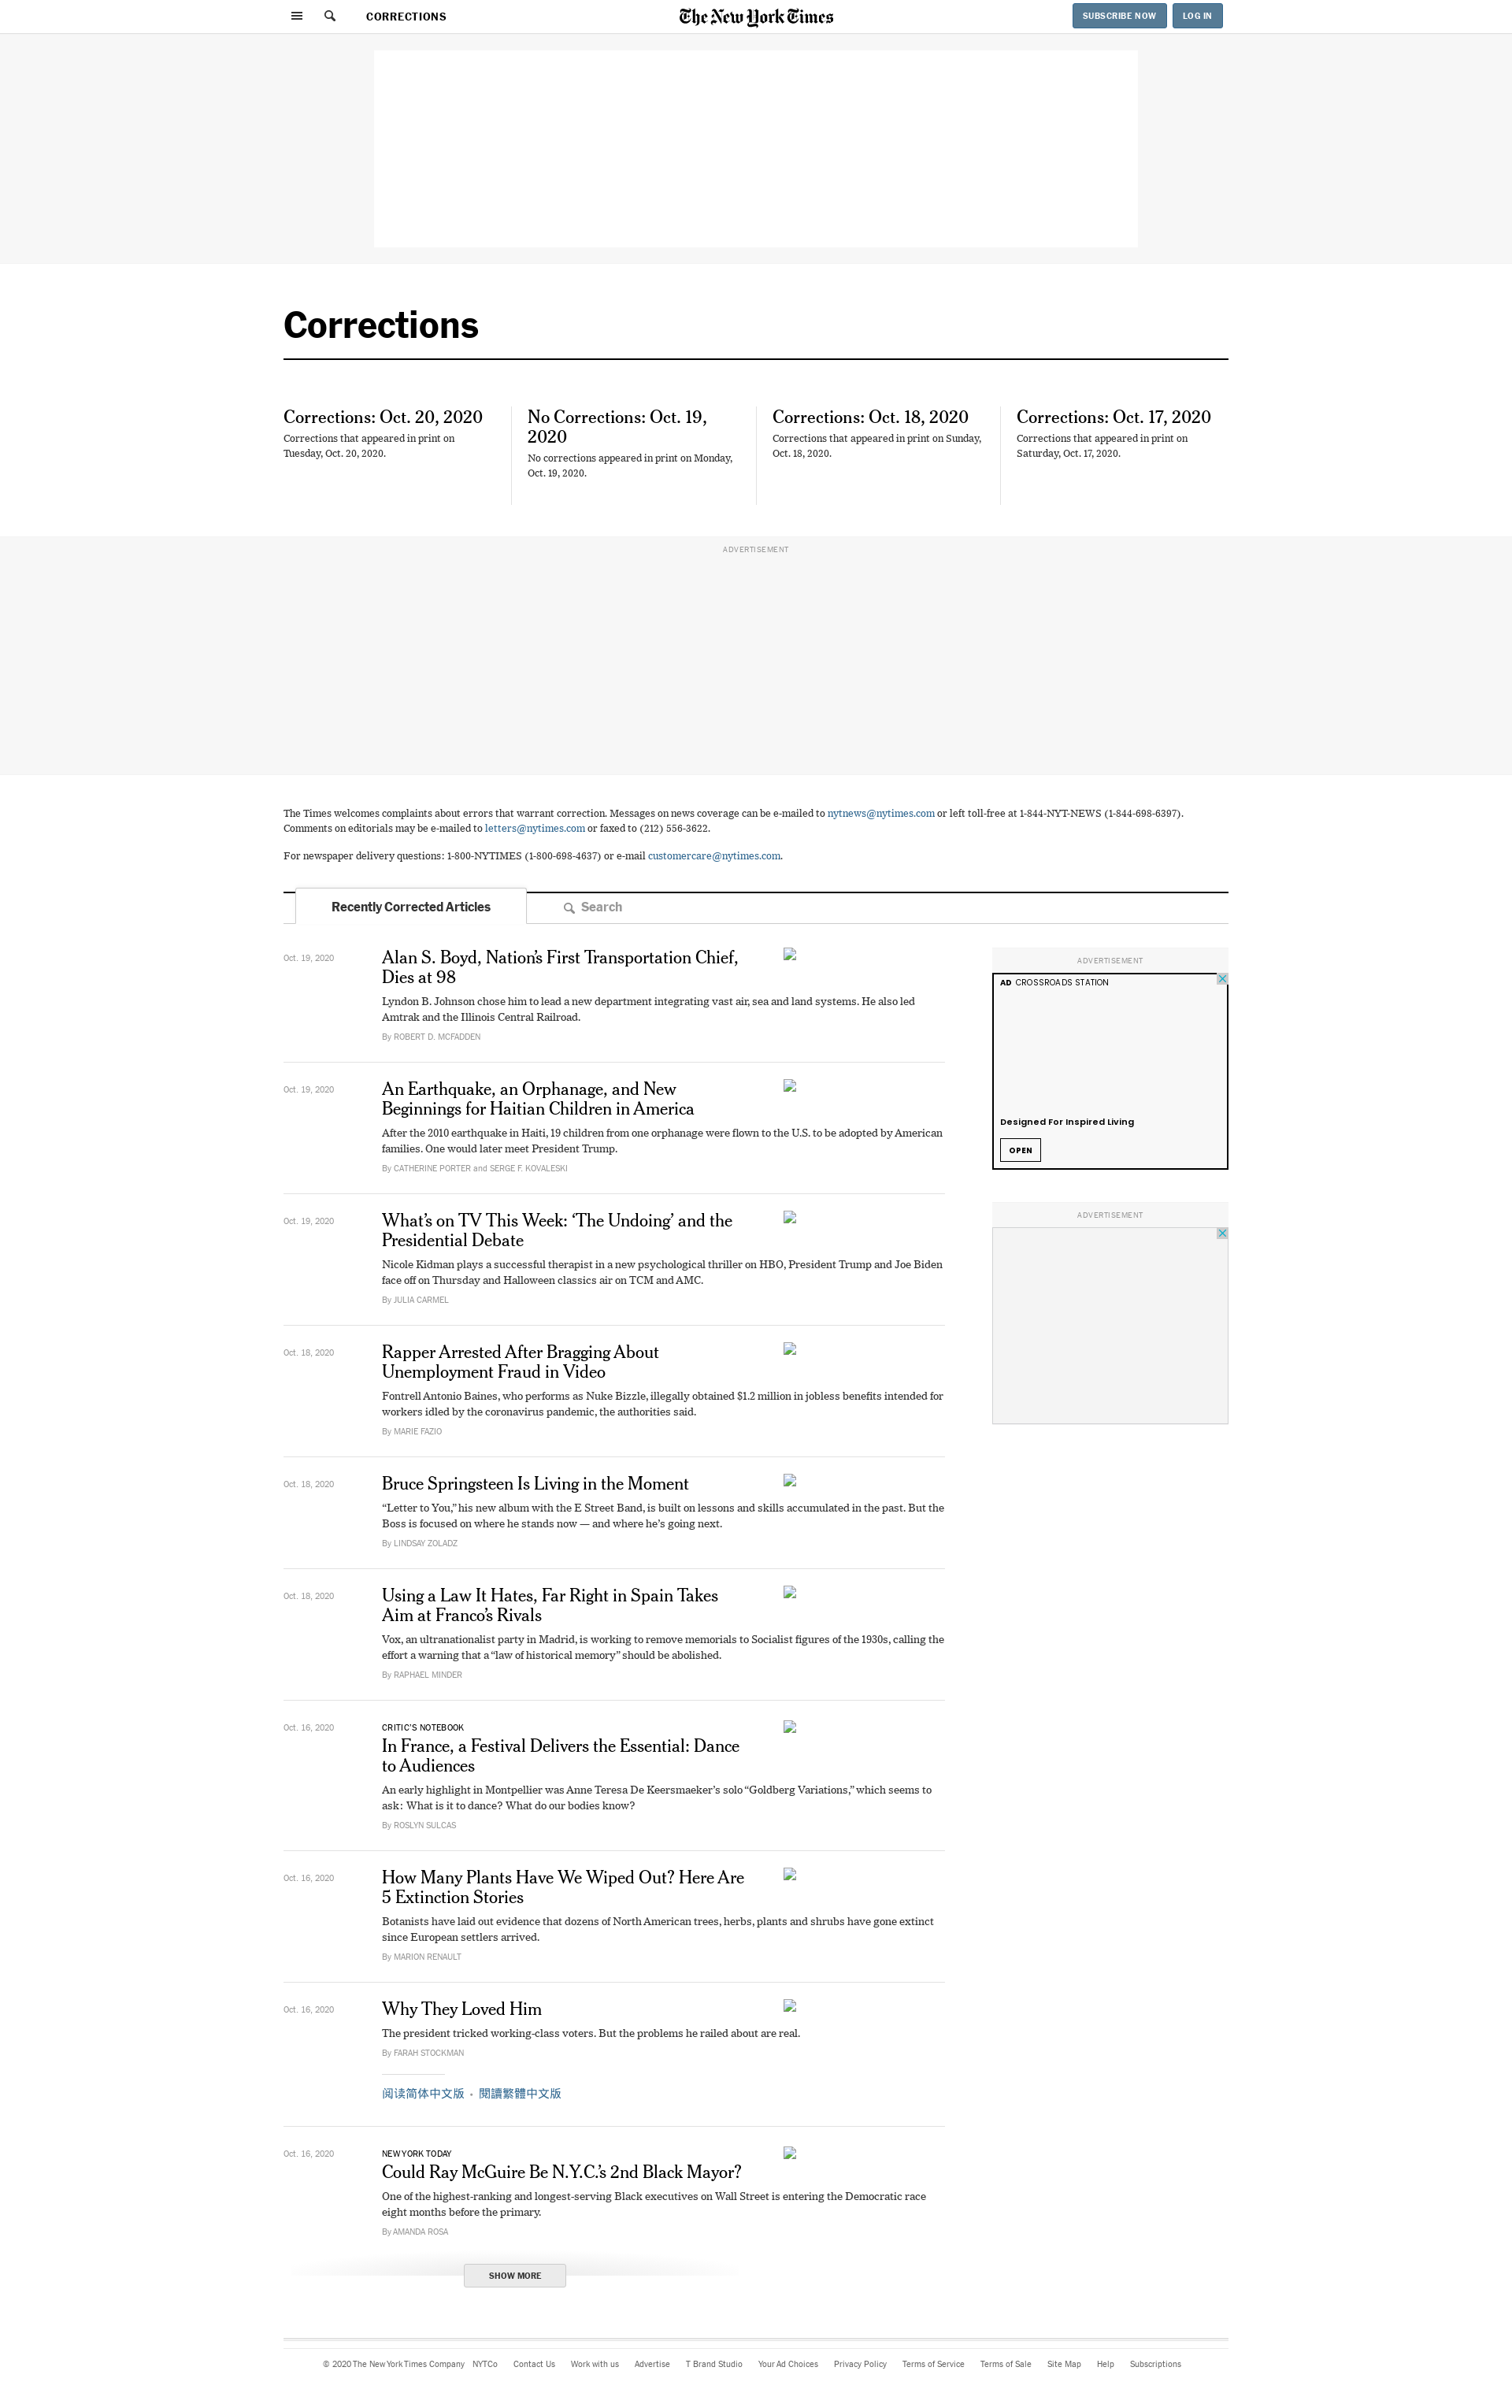 CORRECTIONS
The New York Times
SUBSCRIBE NOW
LOG IN
Corrections
Corrections: Oct. 20, 2020
Corrections that appeared in print on
Tuesday, Oct. 20, 2020.
No Corrections: Oct. 19,
2020
No corrections appeared in print on Monday,
Oct. 19, 2020.
Corrections: Oct. 18, 2020
Corrections that appeared in print on Sunday,
Oct. 18, 2020.
Corrections: Oct. 17, 2020
Corrections that appeared in print on
Saturday, Oct. 17, 2020.
ADVERTISEMENT
The Times welcomes complaints about errors that warrant correction. Messages on news coverage can be e-mailed to nytnews@nytimes.com or left toll-free at 1-844-NYT-NEWS (1-844-698-6397).
Comments on editorials may be e-mailed to letters@nytimes.com or faxed to (212) 556-3622.
For newspaper delivery questions: 1-800-NYTIMES (1-800-698-4637) or e-mail customercare@nytimes.com.
Recently Corrected Articles
Search
Oct. 19, 2020
Alan S. Boyd, Nation’s First Transportation Chief,
Dies at 98
Lyndon B. Johnson chose him to lead a new department integrating vast air, sea and land systems. He also led
Amtrak and the Illinois Central Railroad.
By ROBERT D. MCFADDEN
Oct. 19, 2020
An Earthquake, an Orphanage, and New
Beginnings for Haitian Children in America
After the 2010 earthquake in Haiti, 19 children from one orphanage were flown to the U.S. to be adopted by American
families. One would later meet President Trump.
By CATHERINE PORTER and SERGE F. KOVALESKI
Oct. 19, 2020
What’s on TV This Week: ‘The Undoing’ and the
Presidential Debate
Nicole Kidman plays a successful therapist in a new psychological thriller on HBO, President Trump and Joe Biden
face off on Thursday and Halloween classics air on TCM and AMC.
By JULIA CARMEL
Oct. 18, 2020
Rapper Arrested After Bragging About
Unemployment Fraud in Video
Fontrell Antonio Baines, who performs as Nuke Bizzle, illegally obtained $1.2 million in jobless benefits intended for
workers idled by the coronavirus pandemic, the authorities said.
By MARIE FAZIO
Oct. 18, 2020
Bruce Springsteen Is Living in the Moment
“Letter to You,” his new album with the E Street Band, is built on lessons and skills accumulated in the past. But the
Boss is focused on where he stands now — and where he’s going next.
By LINDSAY ZOLADZ
Oct. 18, 2020
Using a Law It Hates, Far Right in Spain Takes
Aim at Franco’s Rivals
Vox, an ultranationalist party in Madrid, is working to remove memorials to Socialist figures of the 1930s, calling the
effort a warning that a “law of historical memory” should be abolished.
By RAPHAEL MINDER
Oct. 16, 2020
CRITIC’S NOTEBOOK
In France, a Festival Delivers the Essential: Dance
to Audiences
An early highlight in Montpellier was Anne Teresa De Keersmaeker’s solo “Goldberg Variations,” which seems to
ask: What is it to dance? What do our bodies know?
By ROSLYN SULCAS
Oct. 16, 2020
How Many Plants Have We Wiped Out? Here Are
5 Extinction Stories
Botanists have laid out evidence that dozens of North American trees, herbs, plants and shrubs have gone extinct
since European settlers arrived.
By MARION RENAULT
Oct. 16, 2020
Why They Loved Him
The president tricked working-class voters. But the problems he railed about are real.
By FARAH STOCKMAN
阅读简体中文版 • 閱讀繁體中文版
Oct. 16, 2020
NEW YORK TODAY
Could Ray McGuire Be N.Y.C.’s 2nd Black Mayor?
One of the highest-ranking and longest-serving Black executives on Wall Street is entering the Democratic race
eight months before the primary.
By AMANDA ROSA
SHOW MORE
ADVERTISEMENT
AD CROSSROADS STATION
Designed For Inspired Living
OPEN
ADVERTISEMENT
© 2020 The New York Times Company NYTCo Contact Us Work with us Advertise T Brand Studio Your Ad Choices Privacy Policy Terms of Service Terms of Sale Site Map Help Subscriptions